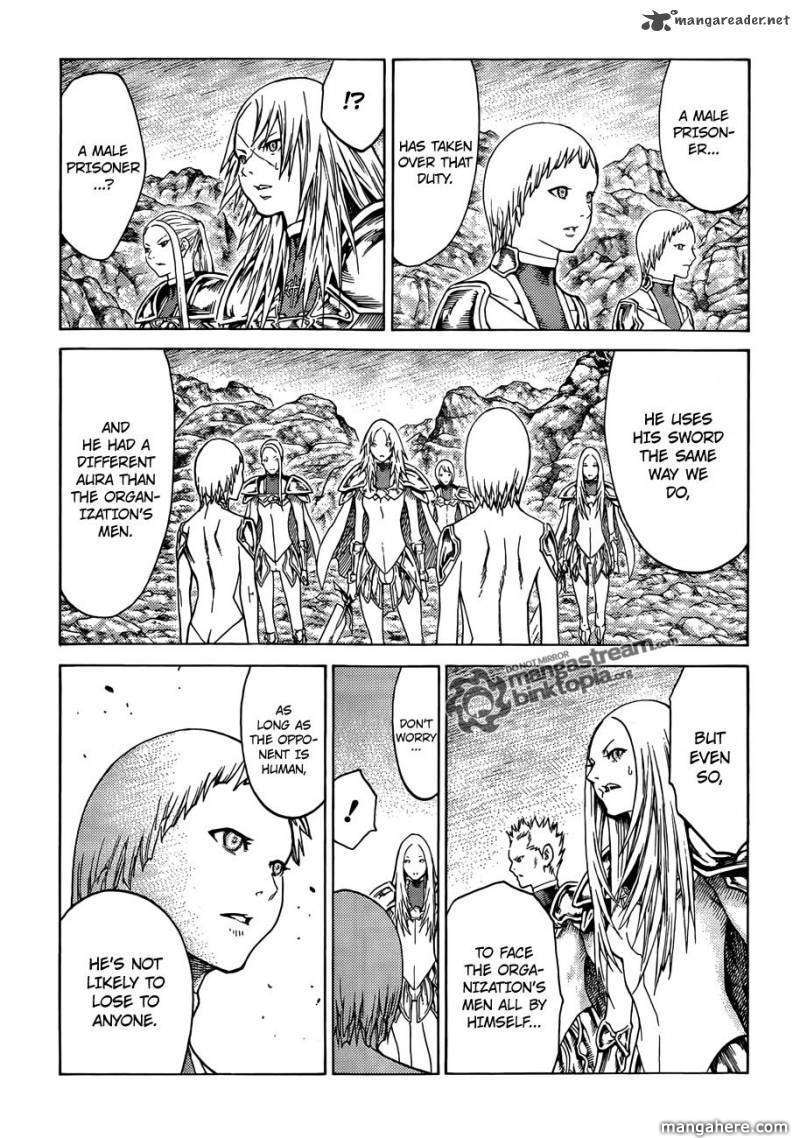 mangareader.net
A MALE
PRISON-
ER...
HAS TAKEN
OVER THAT
DUTY.
!?
A MALE
PRISONER
...?
HE USES
HIS SWORD
THE SAME
WAY WE
DO,
AND
HE HAD A
DIFFERENT
AURA THAN
THE ORGAN-
IZATION'S
MEN.
DO NOT MIRROR
mangastream.com
binktopia.org
BUT
EVEN
SO,
TO FACE
THE ORGA-
NIZATION'S
MEN ALL BY
HIMSELF...
DON'T
WORRY
...
!
AS
LONG AS
THE OPPO-
NENT IS
HUMAN,
HE'S NOT
LIKELY TO
LOSE TO
ANYONE.
mangahere.com